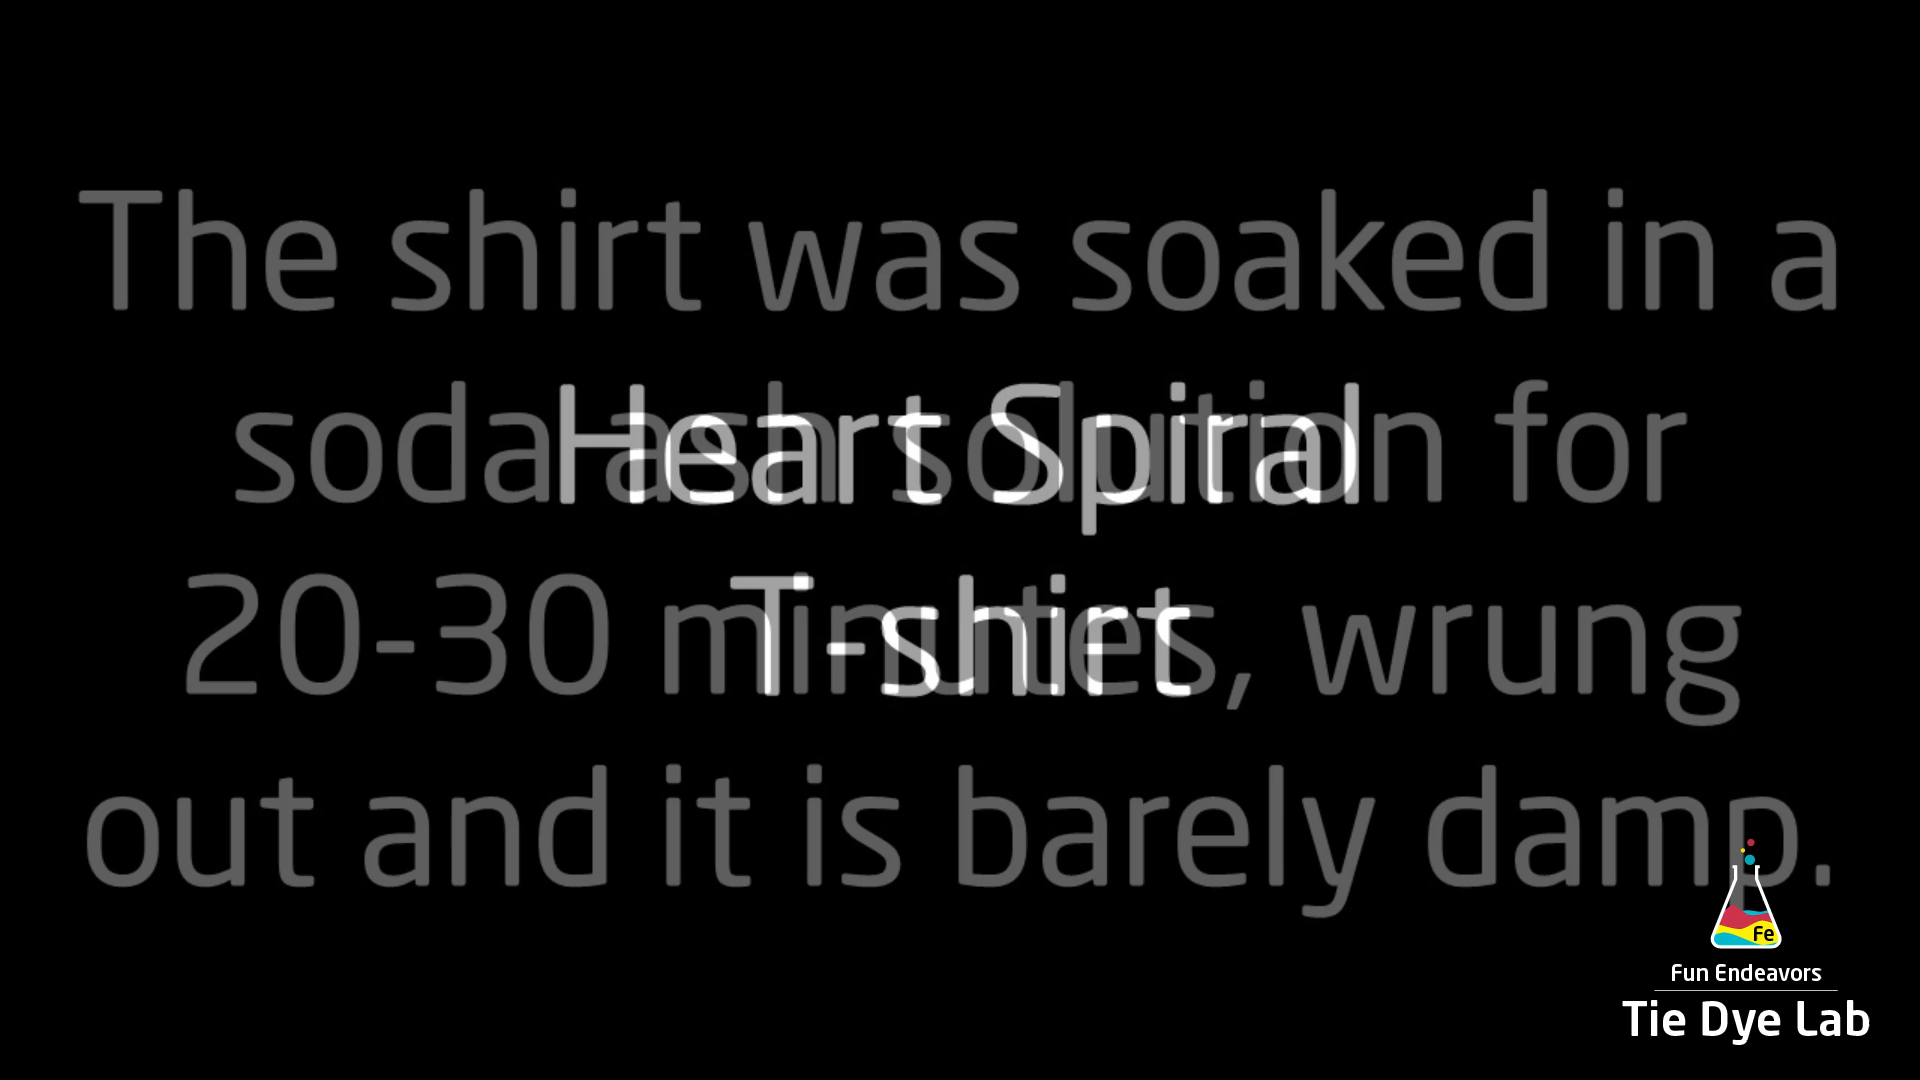 The shirt was soaked in a
soda ash solution for
20-30 minutes, wrung
out and it is barely damp.
Heart Spiral
T-shirt
Fe
Fun Endeavors
Tie Dye Lab